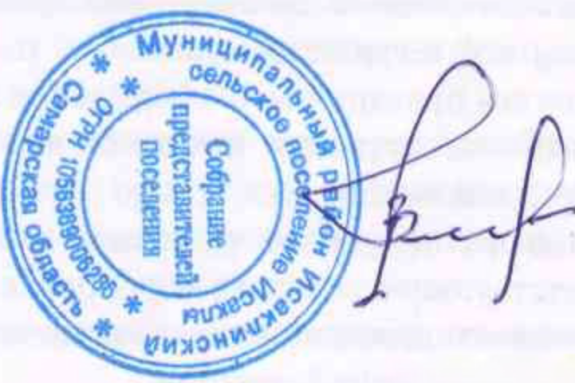 Муниципальный район Исаклинский
* Самарская область *
сельское поселение Исаклы
* ОГРН 1056389006286 *
Собрание
представителей
поселения